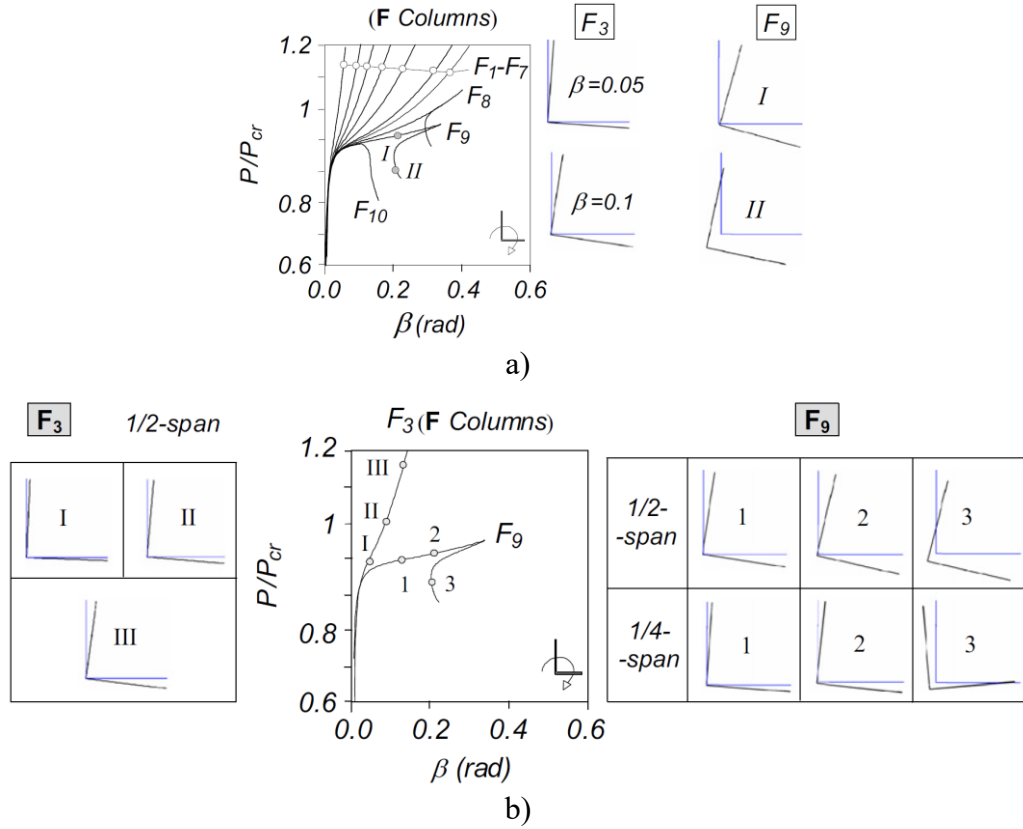 (F Columns)
F3
F9
P/Pcr
1.2
1
0.8
0.6
0.0
0.2
0.4
0.6
β (rad)
F1-F7
F8
F9
F10
I
II
β=0.05
β=0.1
I
II
a)
F3
1/2-span
I
II
III
F3 (F Columns)
P/Pcr
1.2
1
0.8
0.6
0.0
0.2
0.4
0.6
β (rad)
III
II
I
1
2
3
F9
F9
1/2-
-span
1
2
3
1/4-
-span
1
2
3
b)